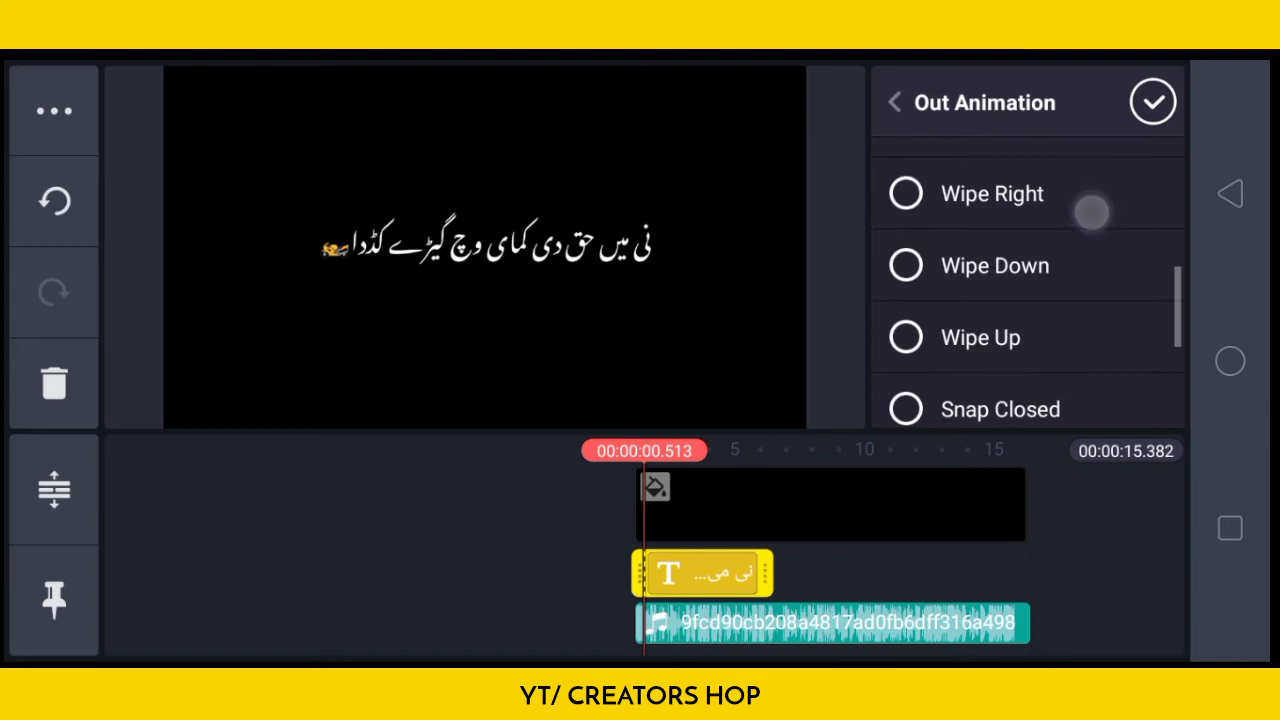 Out Animation
Wipe Right
Wipe Down
Wipe Up
Snap Closed
نی میں حق دی کمای وچ گیڑے کڈدا
00:00:00.513
5
10
15
00:00:15.382
T
نی می...
9fcd90cb208a4817ad0fb6dff316a498
YT/ CREATORS HOP